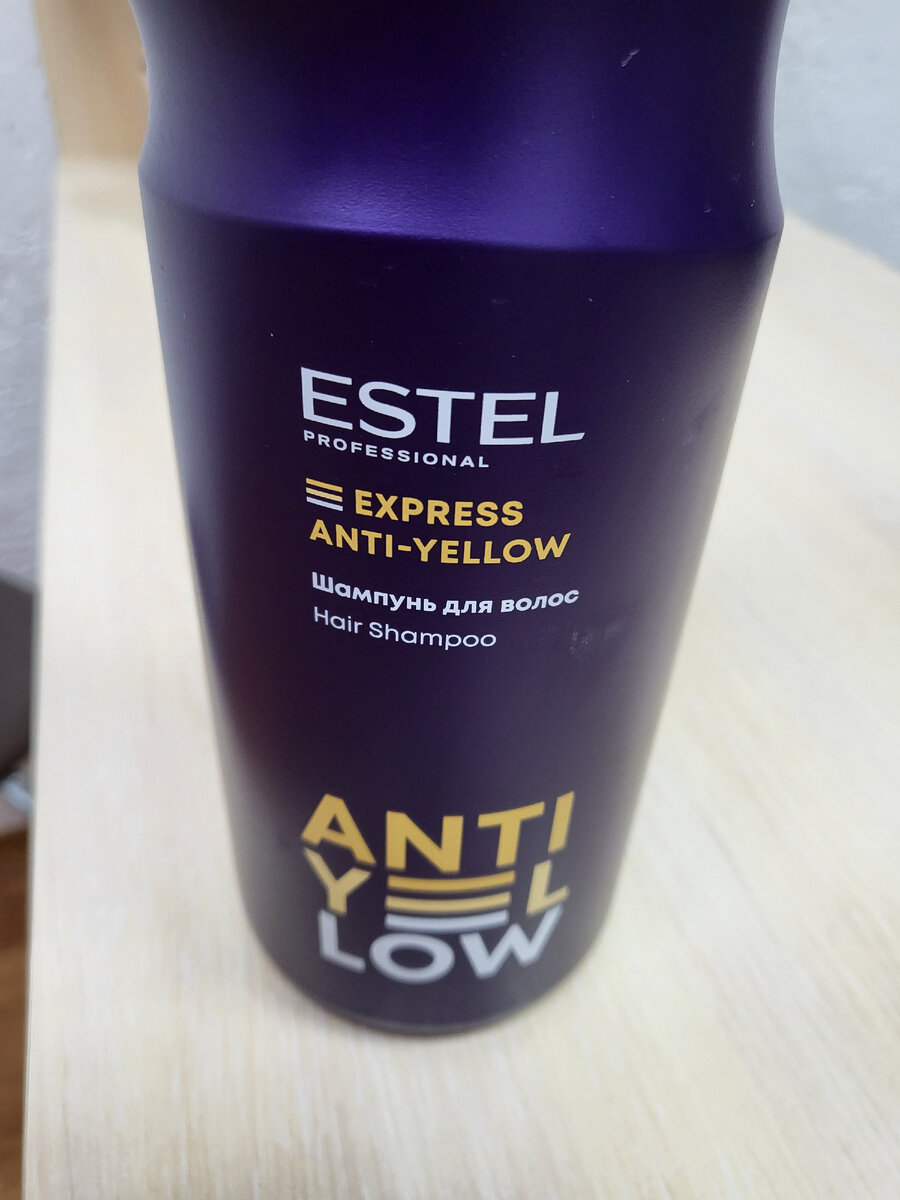 ESTEL
PROFESSIONAL
EXPRESS
ANTI-YELLOW
Шампунь для волос
Hair Shampoo
ANTI
YEL
LOW